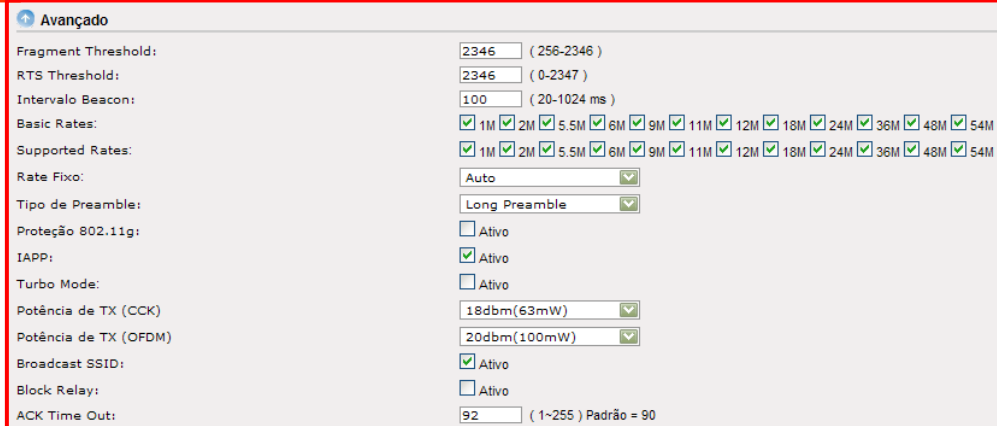 Avançado
Fragment Threshold: 2346 ( 256-2346 )
RTS Threshold: 2346 ( 0-2347 )
Intervalo Beacon: 100 ( 20-1024 ms )
Basic Rates: 1M 2M 5.5M 6M 9M 11M 12M 18M 24M 36M 48M 54M
Supported Rates: 1M 2M 5.5M 6M 9M 11M 12M 18M 24M 36M 48M 54M
Rate Fixo: Auto
Tipo de Preamble: Long Preamble
Proteção 802.11g: Ativo
IAPP: Ativo
Turbo Mode: Ativo
Potência de TX (CCK) 18dbm(63mW)
Potência de TX (OFDM) 20dbm(100mW)
Broadcast SSID: Ativo
Block Relay: Ativo
ACK Time Out: 92 ( 1~255 ) Padrão = 90